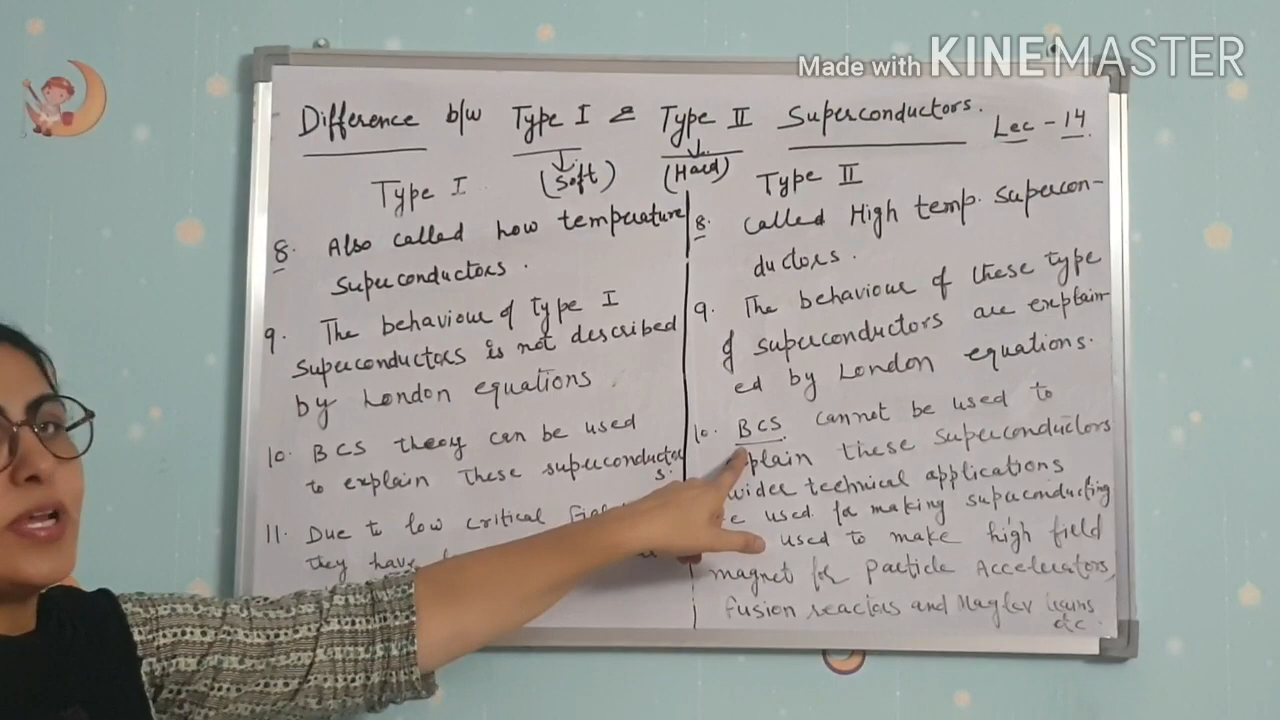 Made with KINEMASTER
Difference b/w Type I & Type II Superconductors. Lec - 14
(Soft) (Hard)
Type I
8. Also called low temperature
Superconductors.
9. The behaviour of Type I
Superconductors is not described
by London equations
10. BCS theory can be used
to explain these superconductor
s.
11. Due to low critical
they have
Type II
8. Called High temp. Supercon-
ductors.
9. The behaviour of these type
of superconductors are explain-
ed by London equations.
10. BCS cannot be used to
explain these Superconductors
wider technical applications
used for making superconducting
used to make high field
magnet for Particle Accelerators,
fusion reactors and Maglev trains
etc.